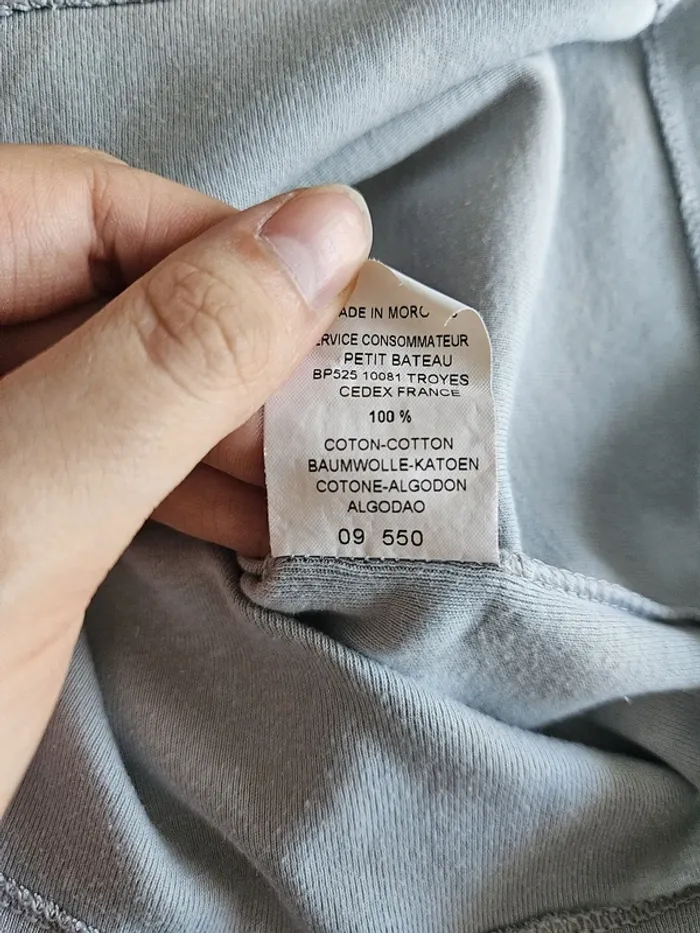 ADE IN MOROC
ERVICE CONSOMMATEUR
PETIT BATEAU
BP525 10081 TROYES
CEDEX FRANCE
100 %
COTON-COTTON
BAUMWOLLE-KATOEN
COTONE-ALGODON
ALGODAO
09 550